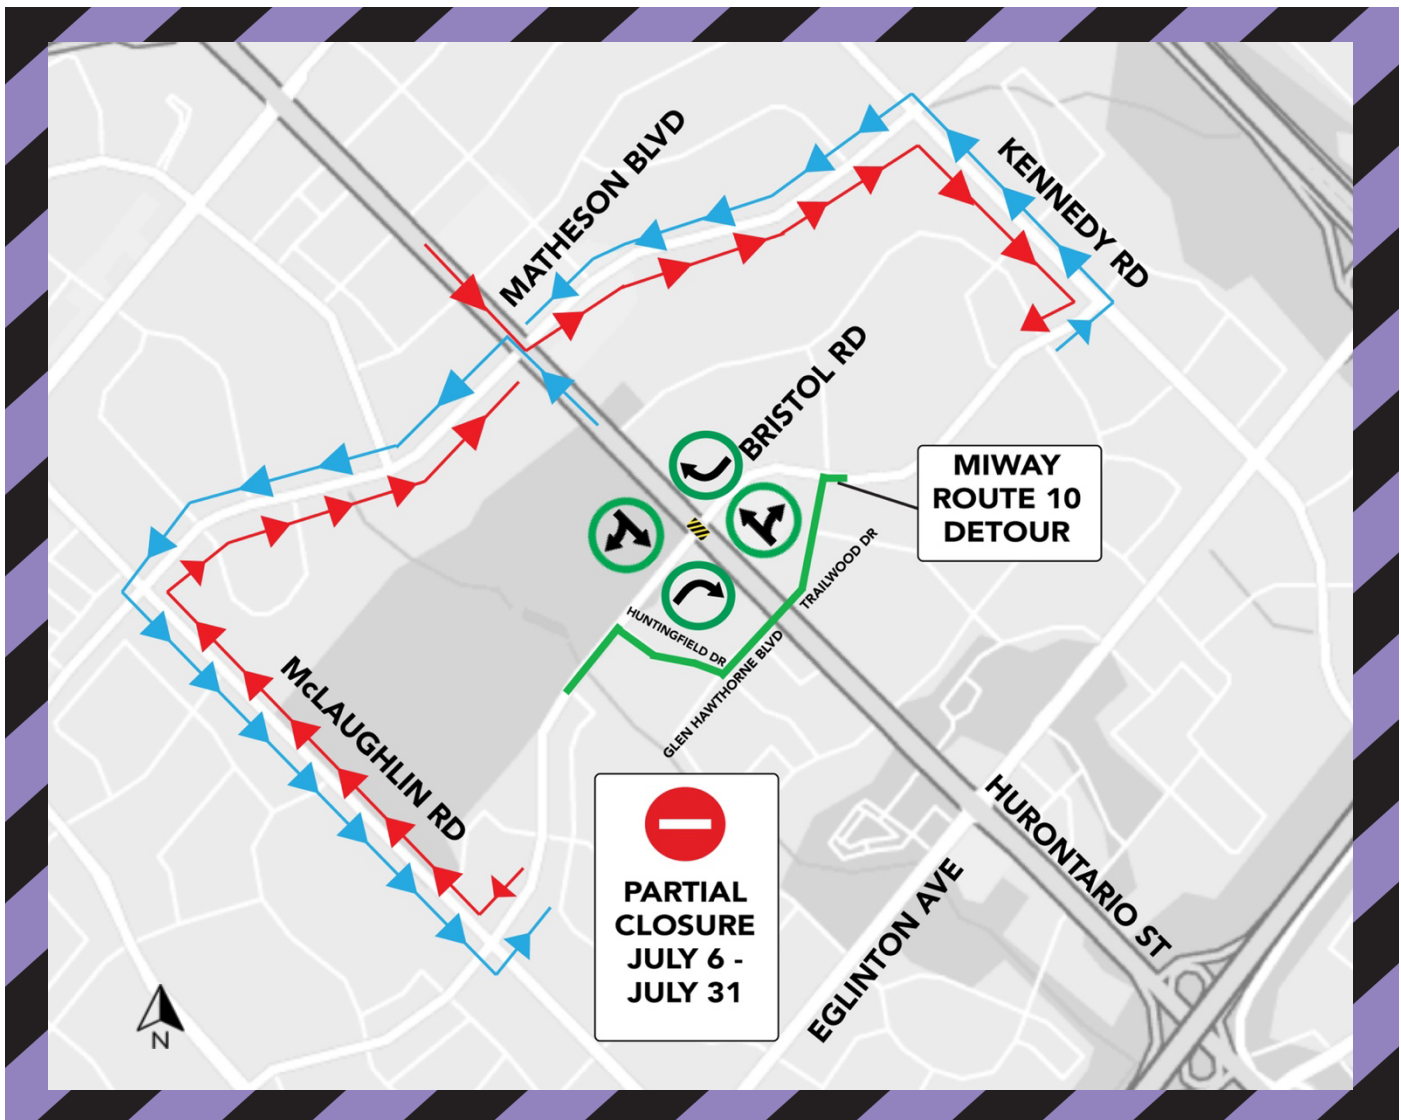 MATHESON BLVD
KENNEDY RD
BRISTOL RD
MIWAY
ROUTE 10
DETOUR
TRAILWOOD DR
HUNTINGFIELD DR
GLEN HAWTHORNE BLVD
McLAUGHLIN RD
PARTIAL
CLOSURE
JULY 6 -
JULY 31
HURONTARIO ST
EGLINTON AVE
N